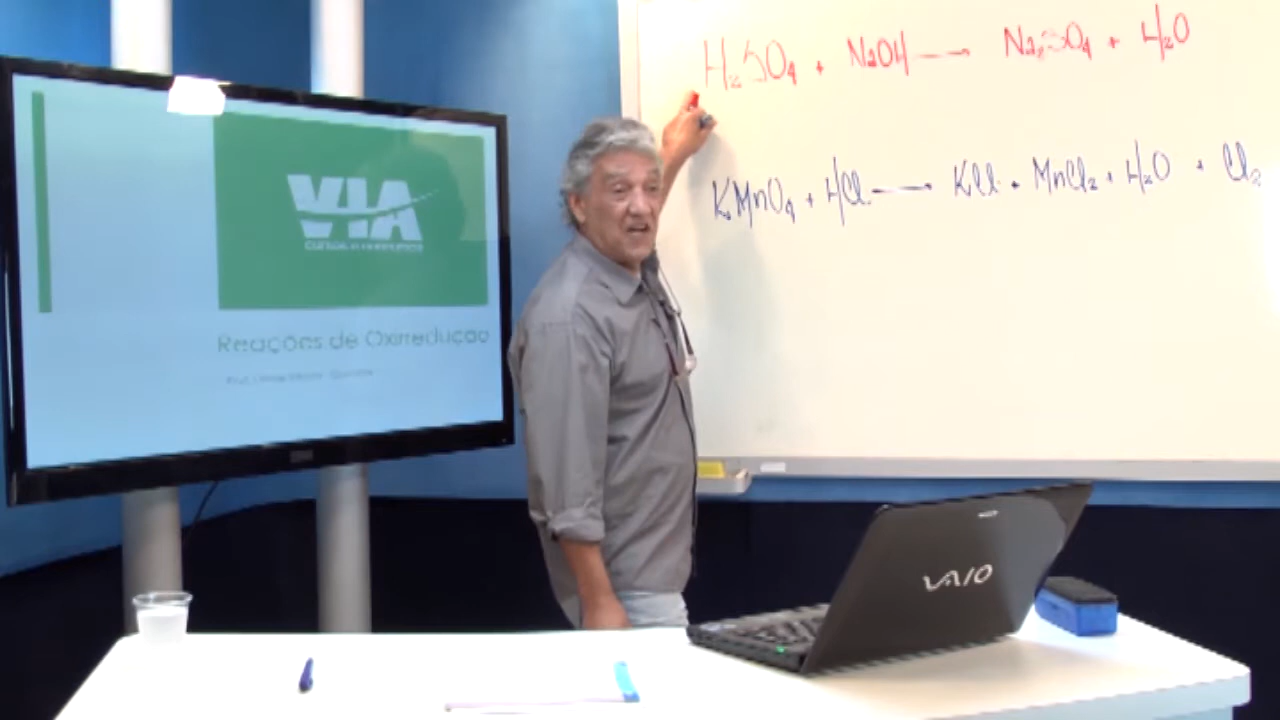 H₂SO₄ + NaOH → Na₂SO₄ + H₂O
KMnO₄ + HCl → KCl + MnCl₂ + H₂O + Cl₂
VIA
Reações de Oxirredução
VAIO